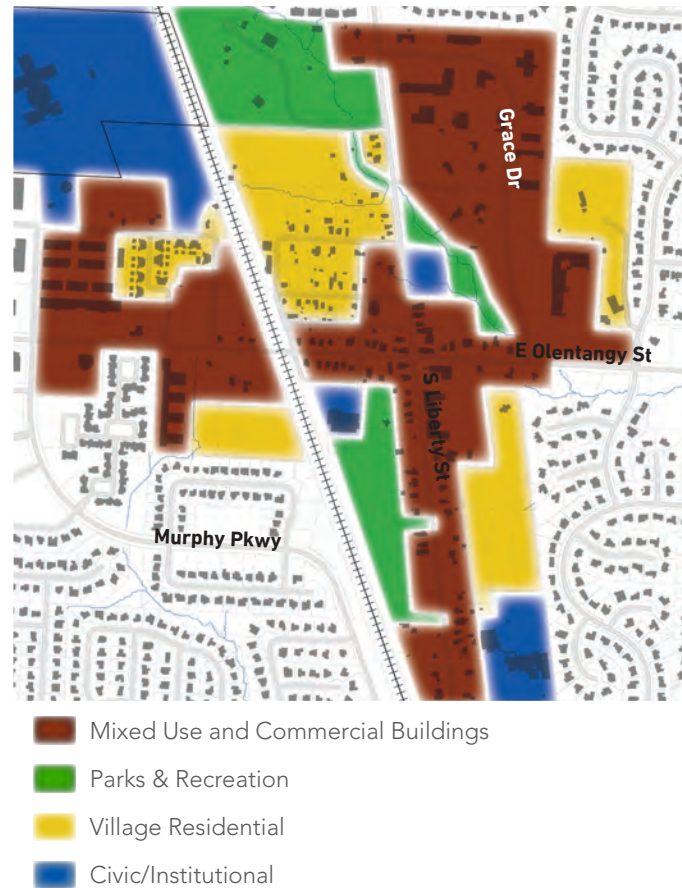 Grace Dr
E Olentangy St
S Liberty St
Murphy Pkwy
Mixed Use and Commercial Buildings
Parks & Recreation
Village Residential
Civic/Institutional